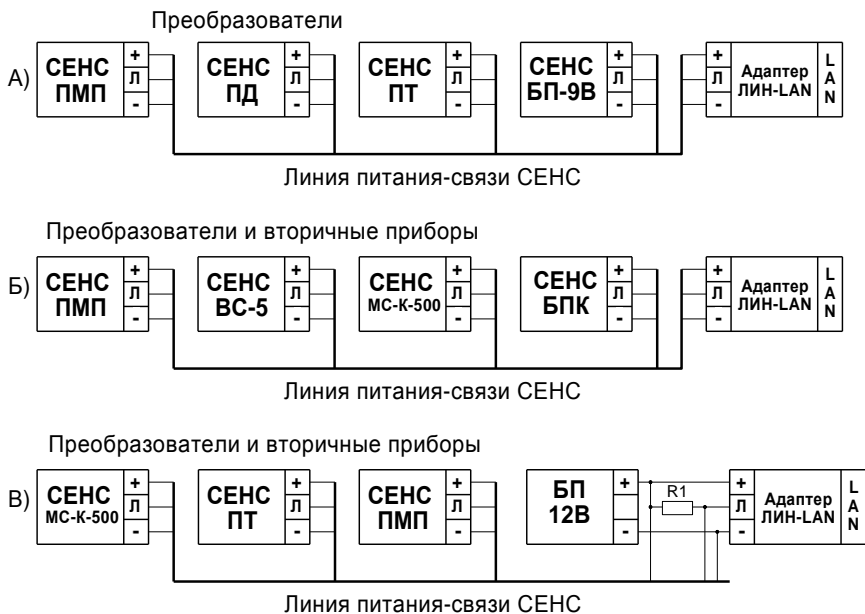 Преобразователи
А)
СЕНС ПМП + Л -
СЕНС ПД + Л -
СЕНС ПТ + Л -
СЕНС БП-9В + Л -
+ Л - Адаптер ЛИН-LAN LAN
Линия питания-связи СЕНС
Преобразователи и вторичные приборы
Б)
СЕНС ПМП + Л -
СЕНС ВС-5 + Л -
СЕНС МС-К-500 + Л -
СЕНС БПК + Л -
+ Л - Адаптер ЛИН-LAN LAN
Линия питания-связи СЕНС
Преобразователи и вторичные приборы
В)
СЕНС МС-К-500 + Л -
СЕНС ПТ + Л -
СЕНС ПМП + Л -
БП 12В + -
R1
+ Л - Адаптер ЛИН-LAN LAN
Линия питания-связи СЕНС